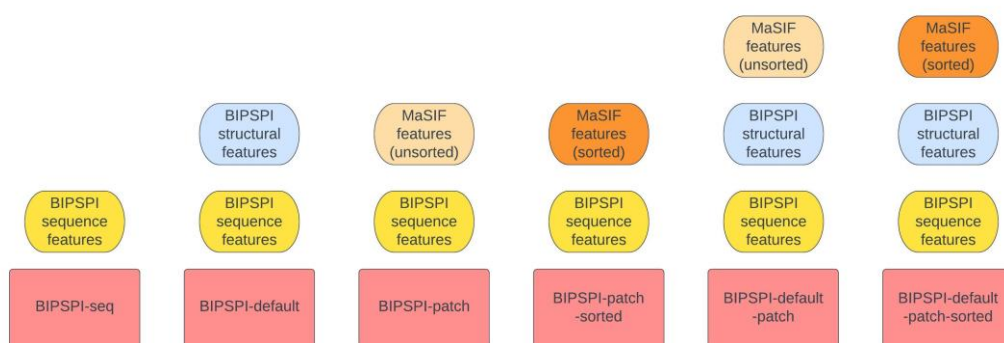 MaSIF
features
(unsorted)
MaSIF
features
(sorted)
BIPSPI
structural
features
MaSIF
features
(unsorted)
MaSIF
features
(sorted)
BIPSPI
structural
features
BIPSPI
structural
features
BIPSPI
sequence
features
BIPSPI
sequence
features
BIPSPI
sequence
features
BIPSPI
sequence
features
BIPSPI
sequence
features
BIPSPI
sequence
features
BIPSPI-seq
BIPSPI-default
BIPSPI-patch
BIPSPI-patch
-sorted
BIPSPI-default
-patch
BIPSPI-default
-patch-sorted